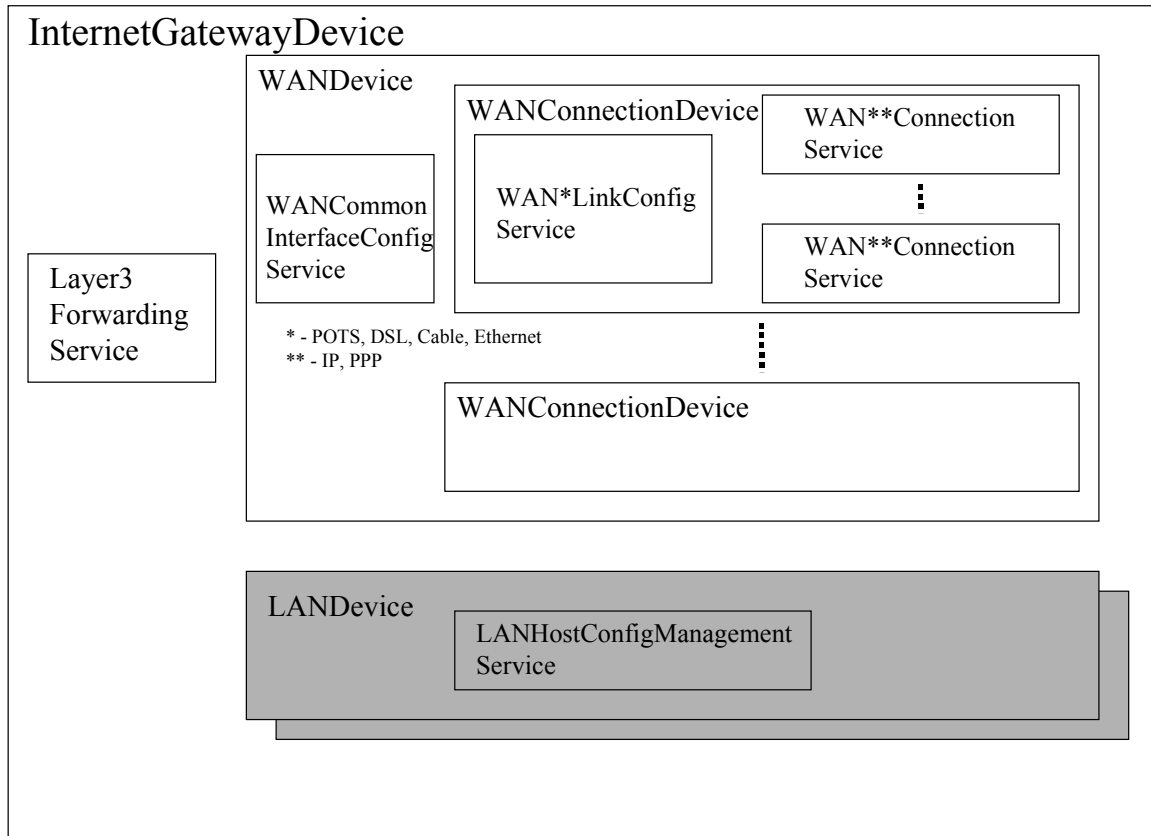 InternetGatewayDevice
WANDevice
WANConnectionDevice
WAN**Connection
Service
WAN*LinkConfig
Service
WANCommon
InterfaceConfig
Service
WAN**Connection
Service
Layer3
Forwarding
Service
* - POTS, DSL, Cable, Ethernet
** - IP, PPP
WANConnectionDevice
LANDevice
LANHostConfigManagement
Service